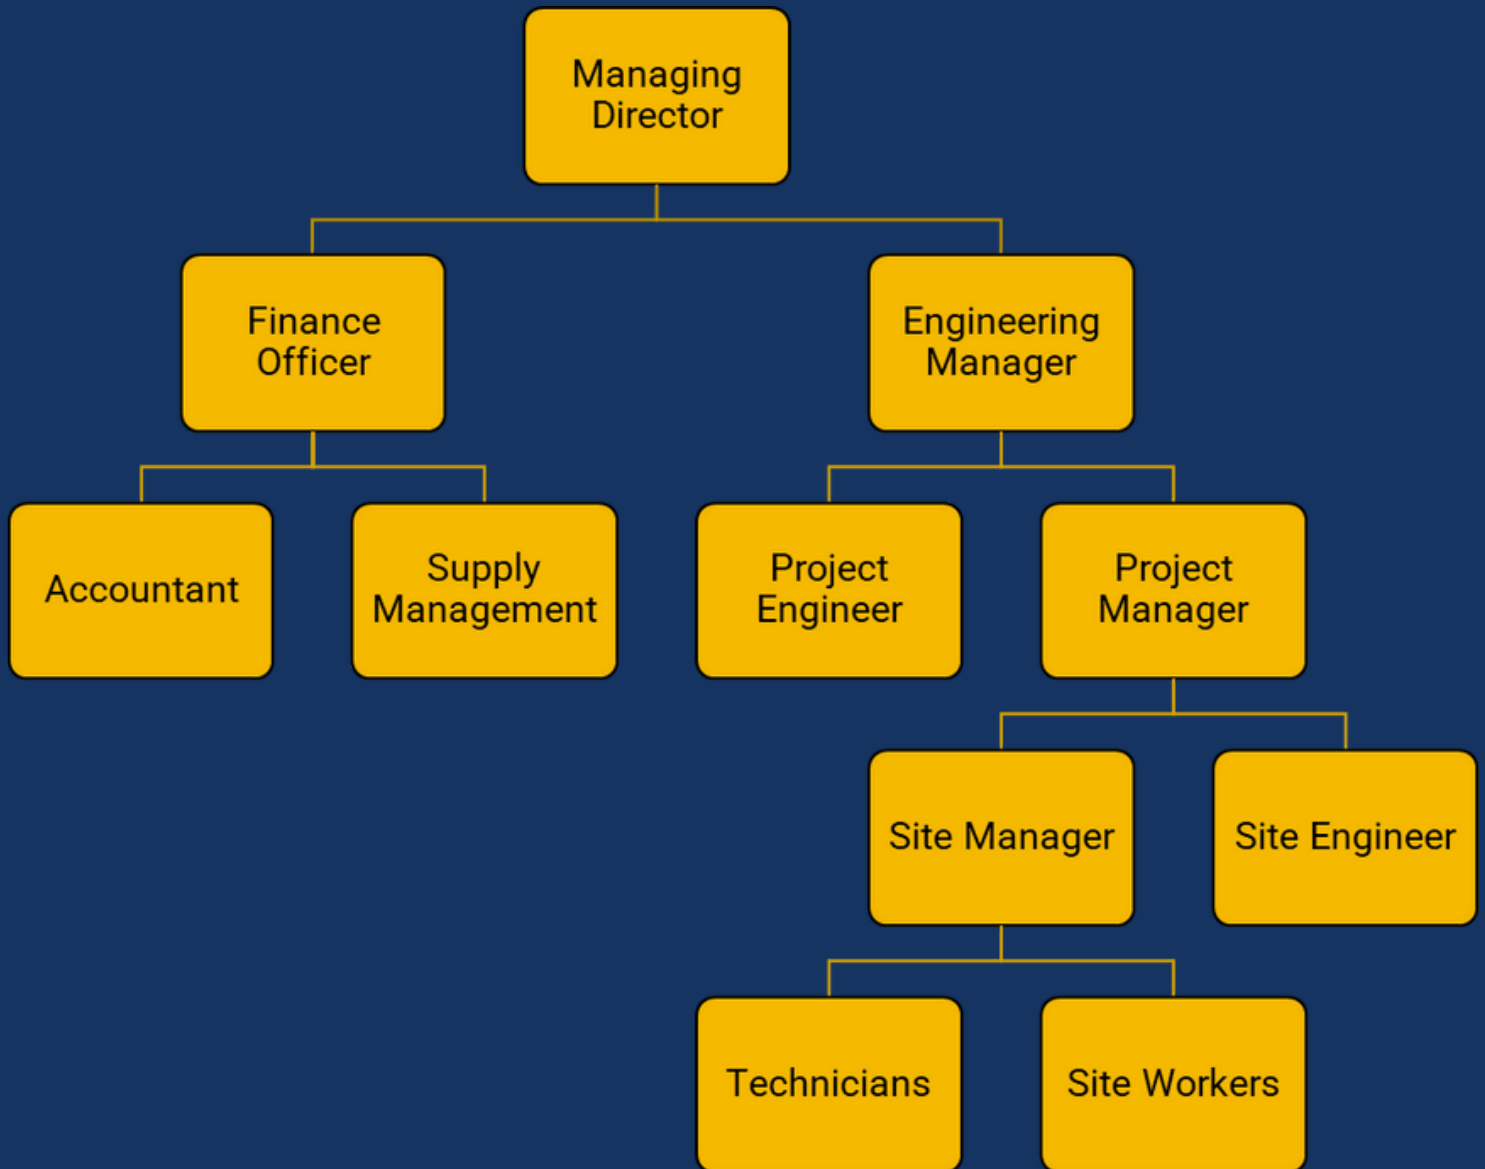 Managing
Director
Finance
Officer
Engineering
Manager
Accountant
Supply
Management
Project
Engineer
Project
Manager
Site Manager
Site Engineer
Technicians
Site Workers